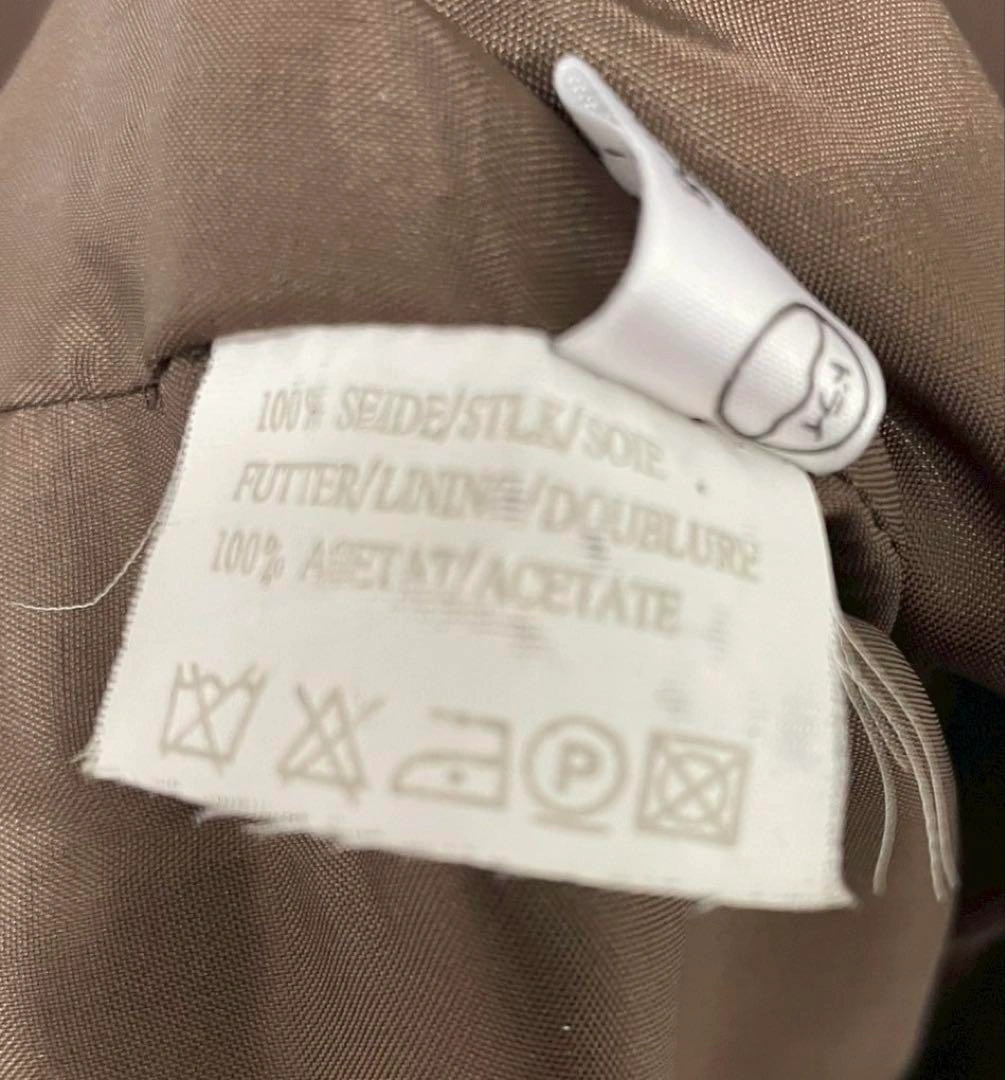 100% SEIDE/SILK/SOIE
FUTTER/LINING/DOUBLURE
100% ACETAT/ACETATE
P